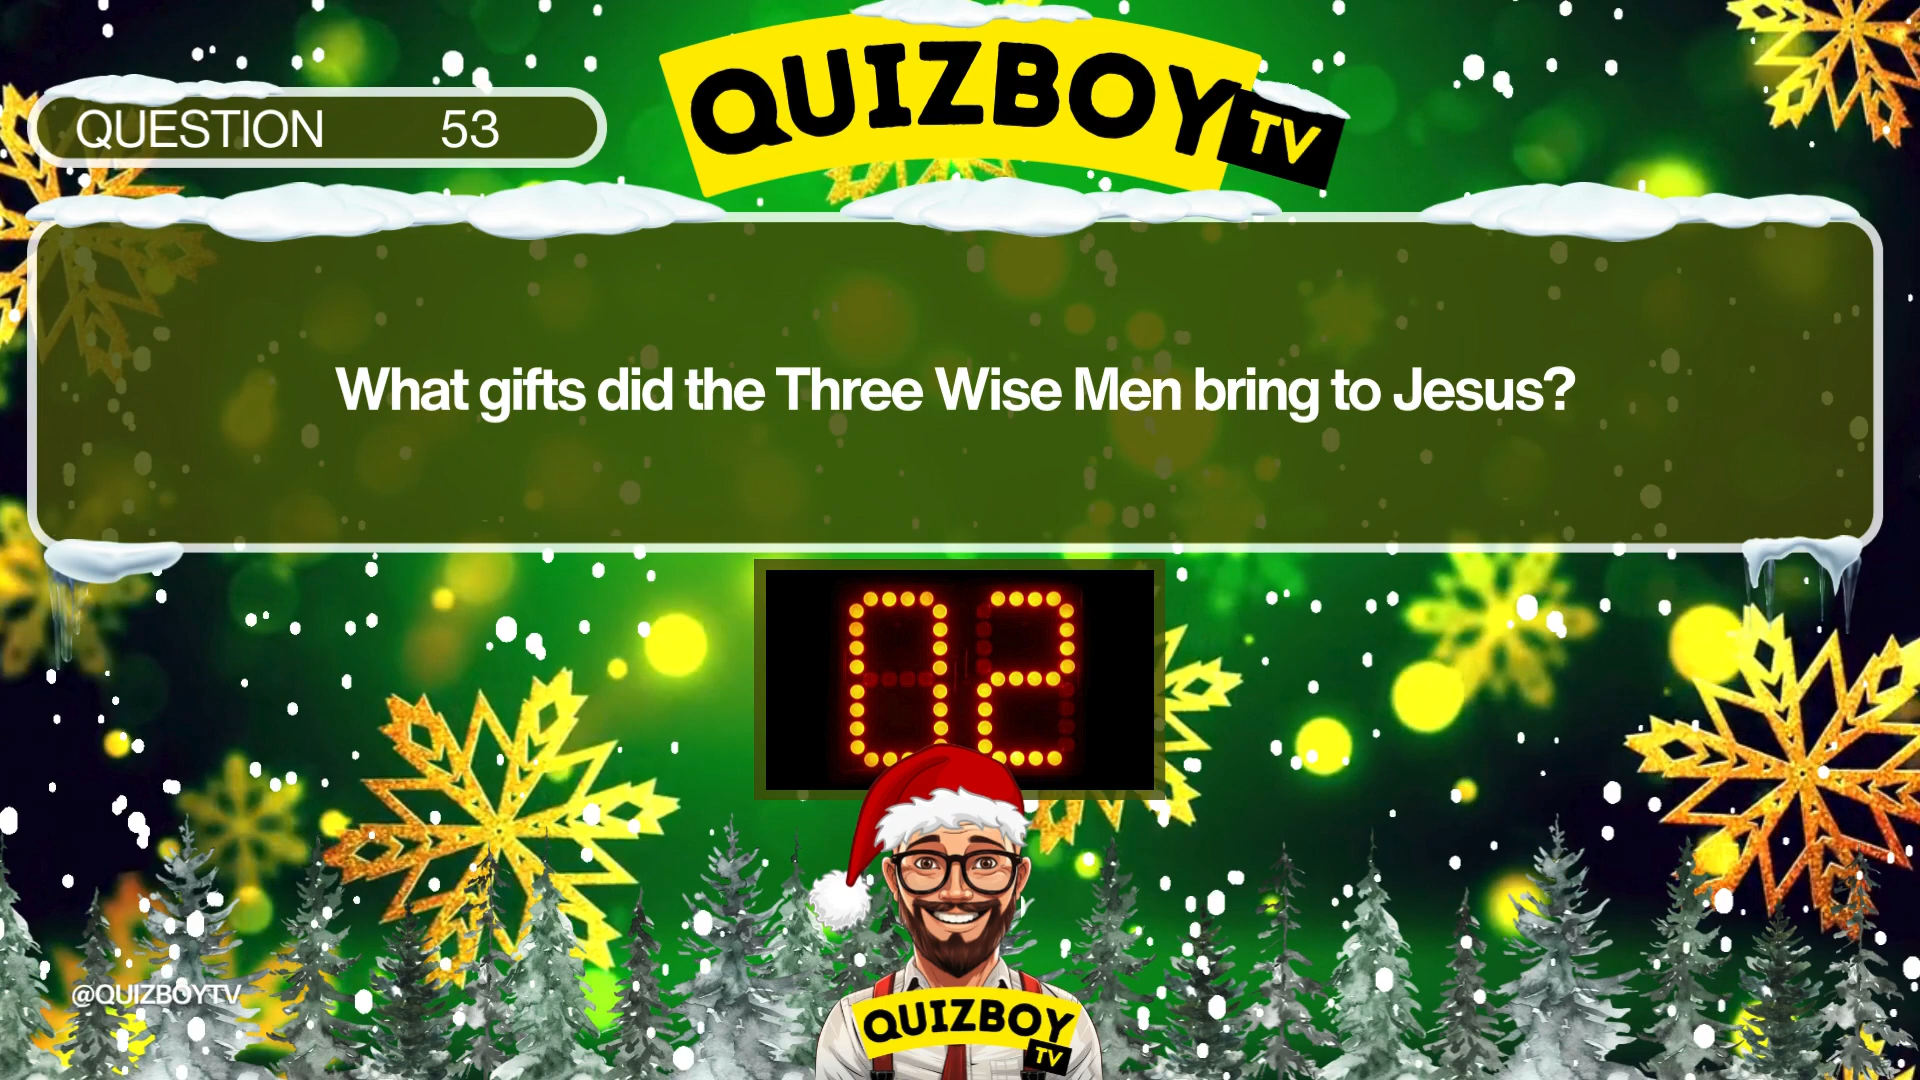 QUIZBOY
TV
QUESTION 53
What gifts did the Three Wise Men bring to Jesus?
02
@QUIZBOYTV
QUIZBOY
TV